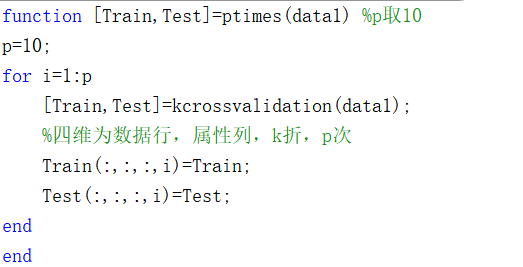 function [Train,Test]=ptimes(data1) %p取10
p=10;
for i=1:p
    [Train,Test]=kcrossvalidation(data1);
    %四维为数据行，属性列，k折，p次
    Train(:,:,:,i)=Train;
    Test(:,:,:,i)=Test;
end
end